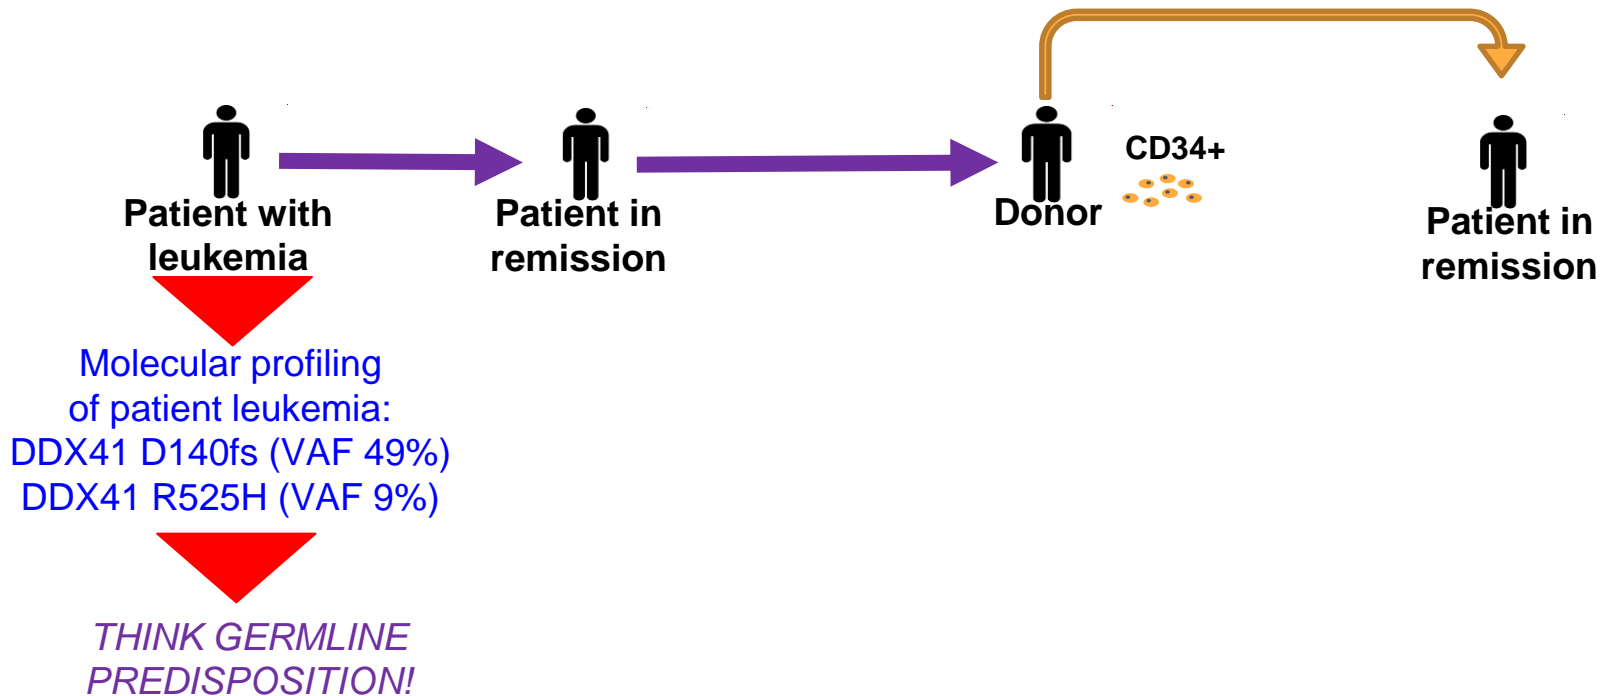 Patient with
leukemia
Patient in
remission
Donor
CD34+
Patient in
remission
Molecular profiling
of patient leukemia:
DDX41 D140fs (VAF 49%)
DDX41 R525H (VAF 9%)
THINK GERMLINE
PREDISPOSITION!